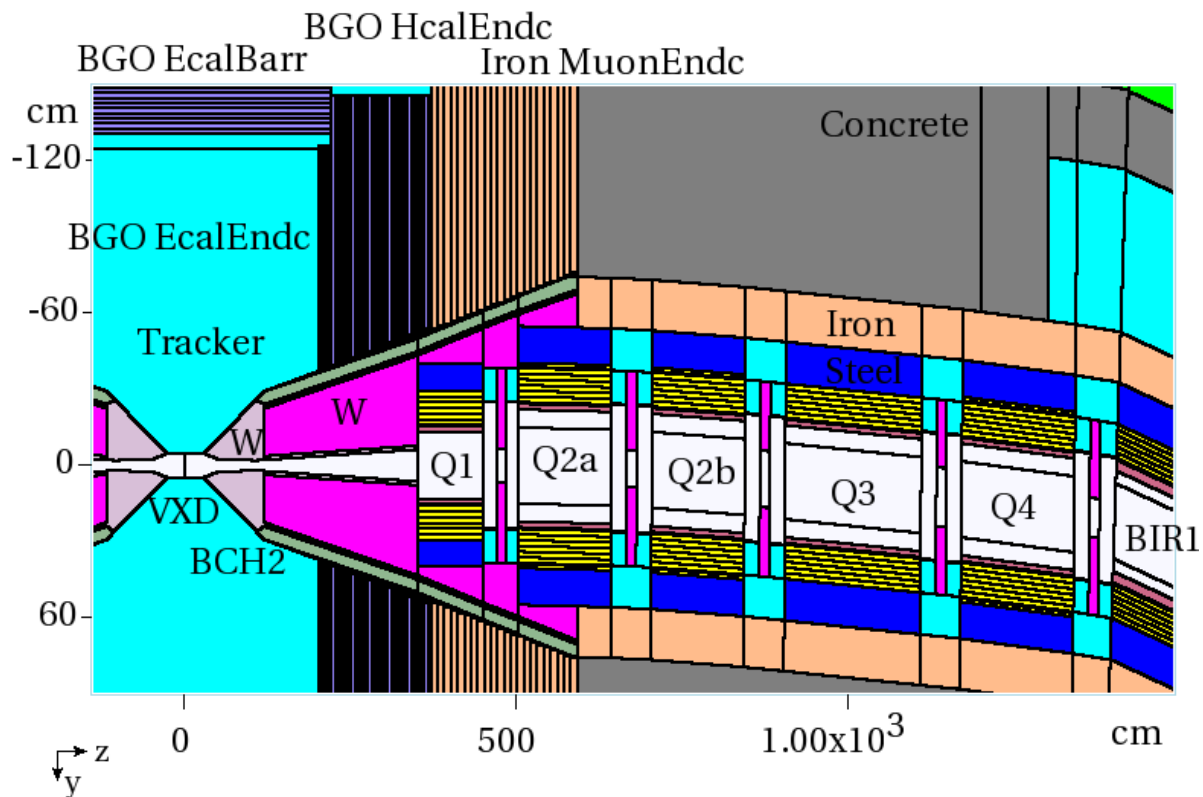 BGO HcalEndc
BGO EcalBarr
Iron MuonEndc
cm
Concrete
-120
BGO EcalEndc
-60
Iron
Tracker
Steel
W
W
0
Q1
Q2a
Q2b
Q3
Q4
VXD
BIR1
BCH2
60
0
500
1.00x10³
cm
z
y